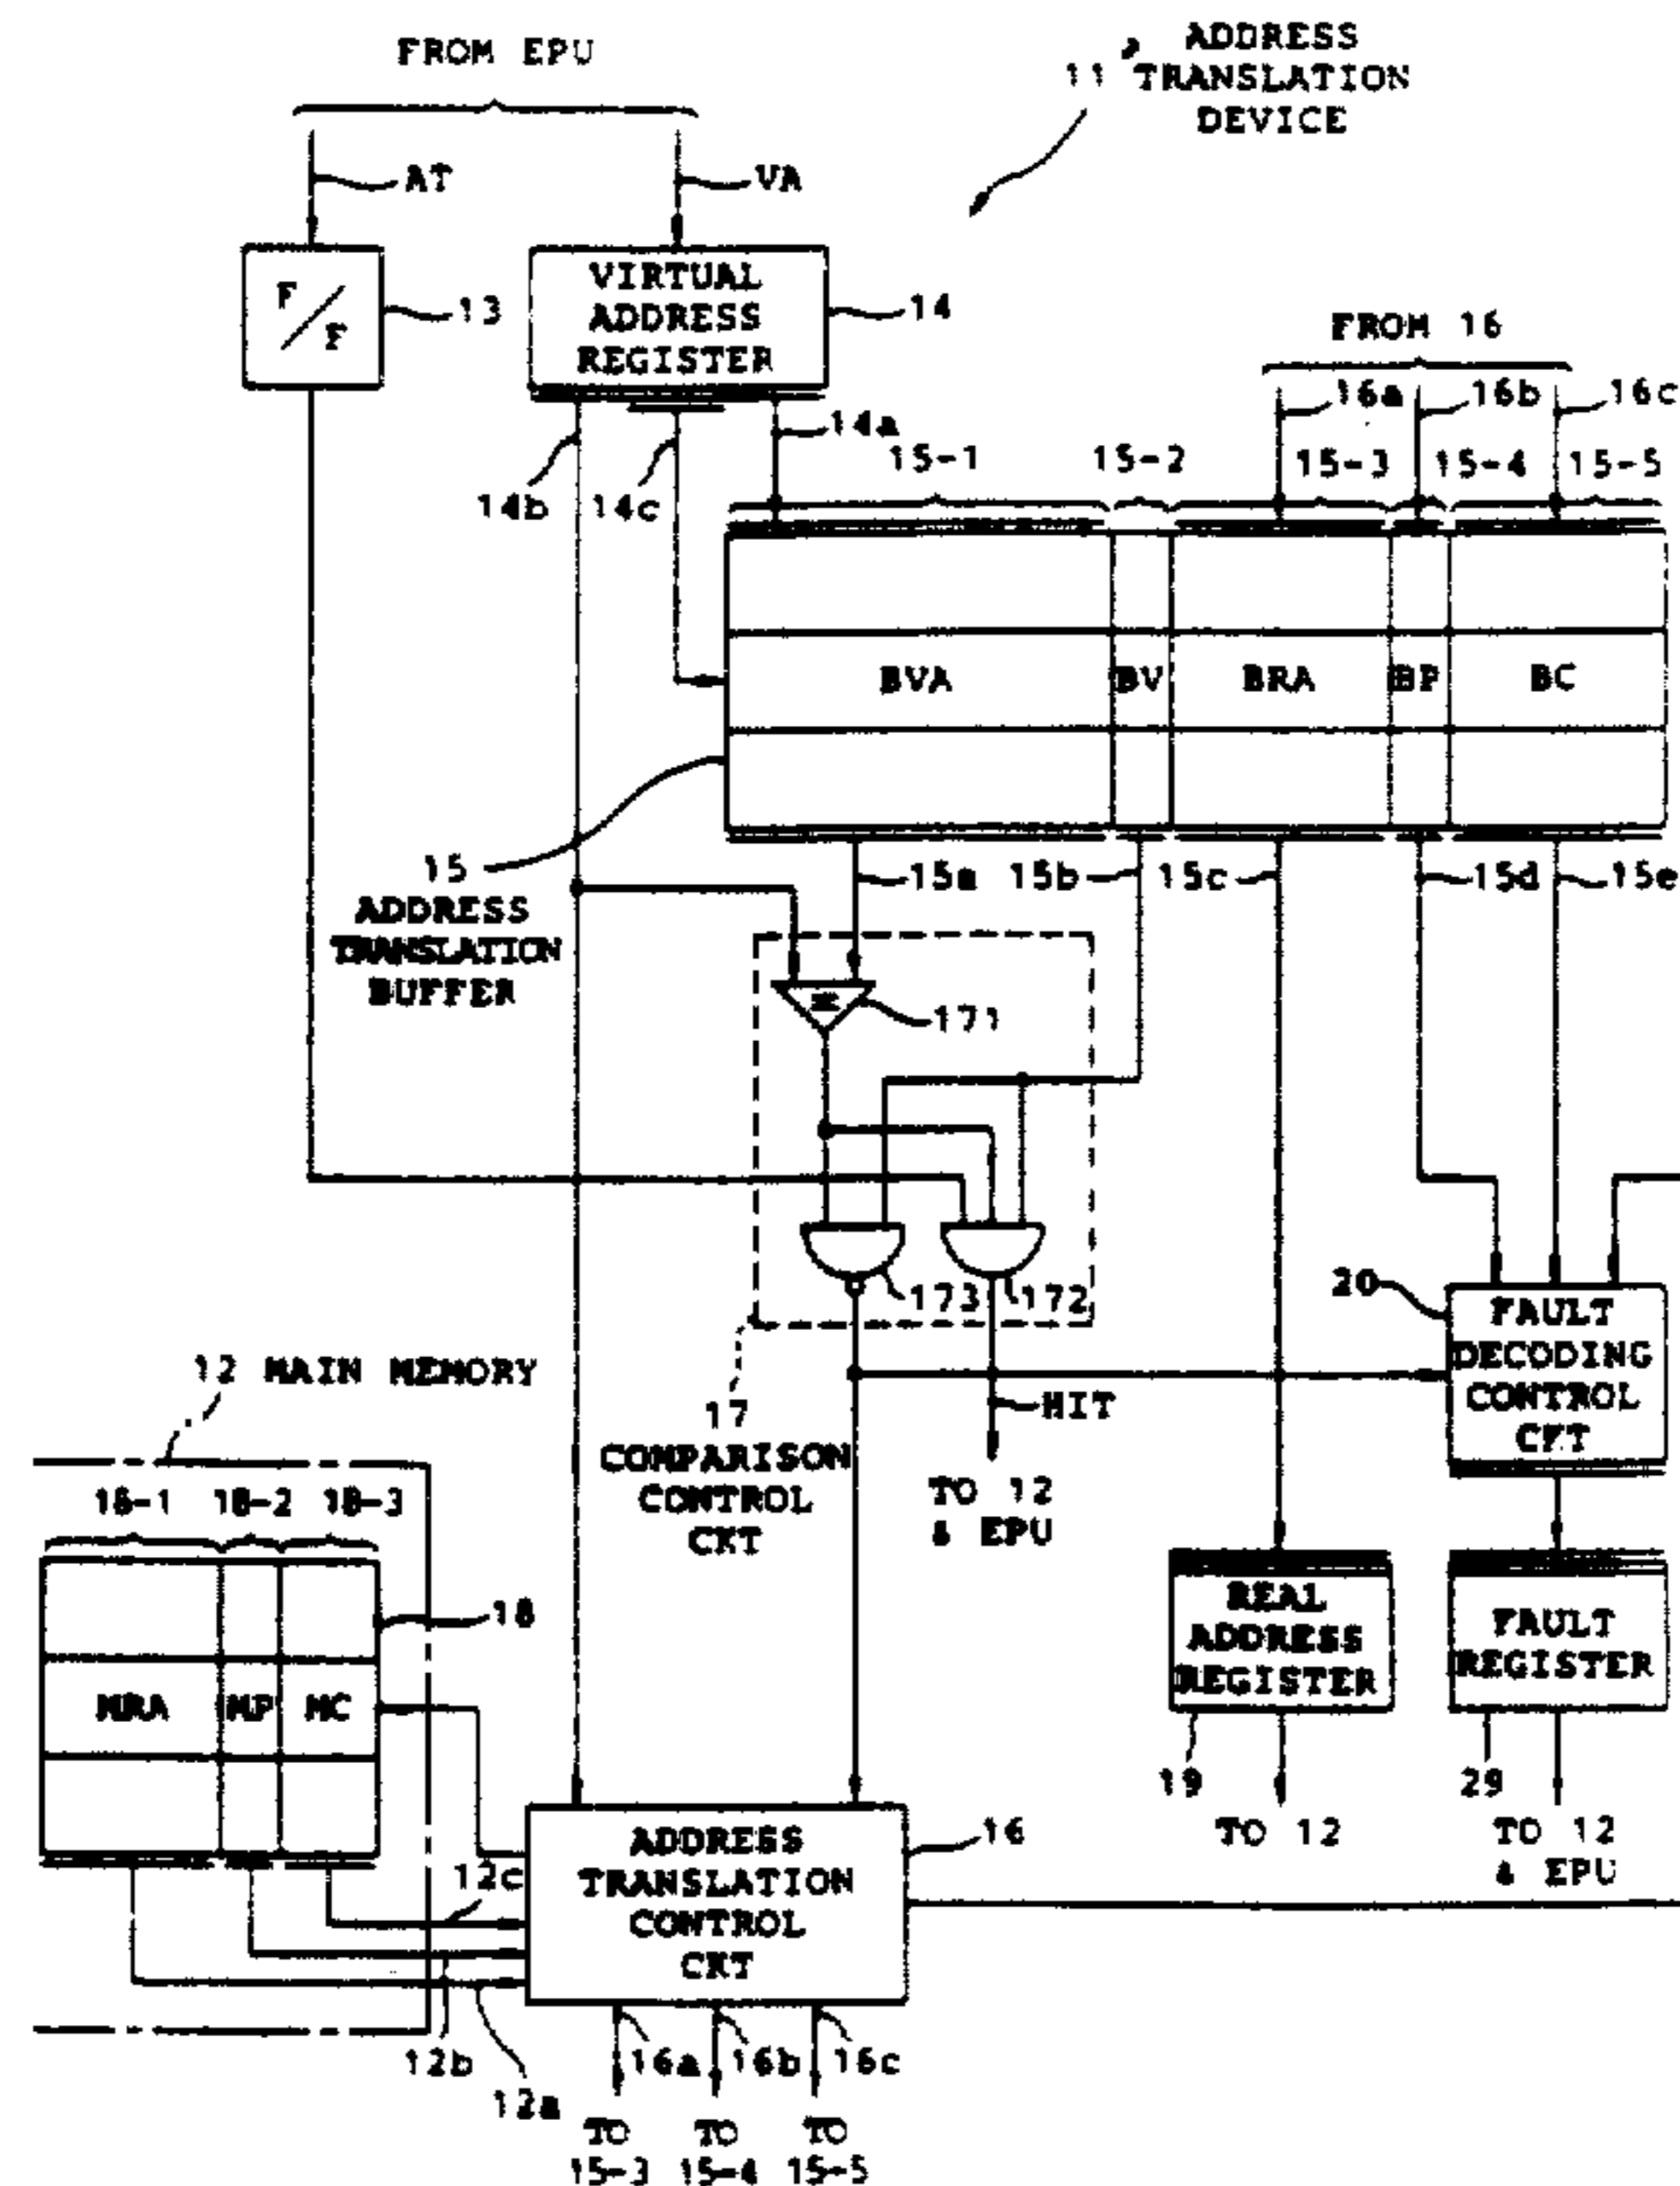 FROM EPU
11' ADDRESS
TRANSLATION
DEVICE
AT
VA
F/F
13
VIRTUAL
ADDRESS
REGISTER
14
FROM 16
16a
16b
16c
14a
14b
14c
15-1
15-2
15-3
15-4
15-5
BVA
BV
BRA
BP
BC
15
ADDRESS
TRANSLATION
BUFFER
15a
15b
15c
15d
15e
=
171
173
172
20
FAULT
DECODING
CONTROL
CKT
12 MAIN MEMORY
17
COMPARISON
CONTROL
CKT
HIT
TO 12
& EPU
18-1
18-2
18-3
18
MRA
MP
MC
REAL
ADDRESS
REGISTER
FAULT
REGISTER
19
TO 12
29
TO 12
& EPU
ADDRESS
TRANSLATION
CONTROL
CKT
16
12c
12b
12a
16a
16b
16c
TO
15-3
TO
15-4
TO
15-5